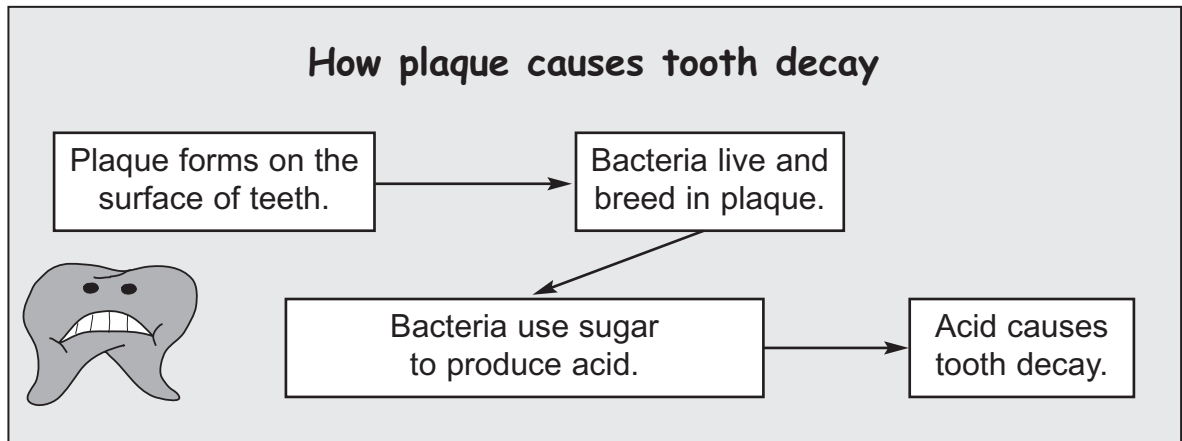 How plaque causes tooth decay
Plaque forms on the
surface of teeth.
Bacteria live and
breed in plaque.
Bacteria use sugar
to produce acid.
Acid causes
tooth decay.